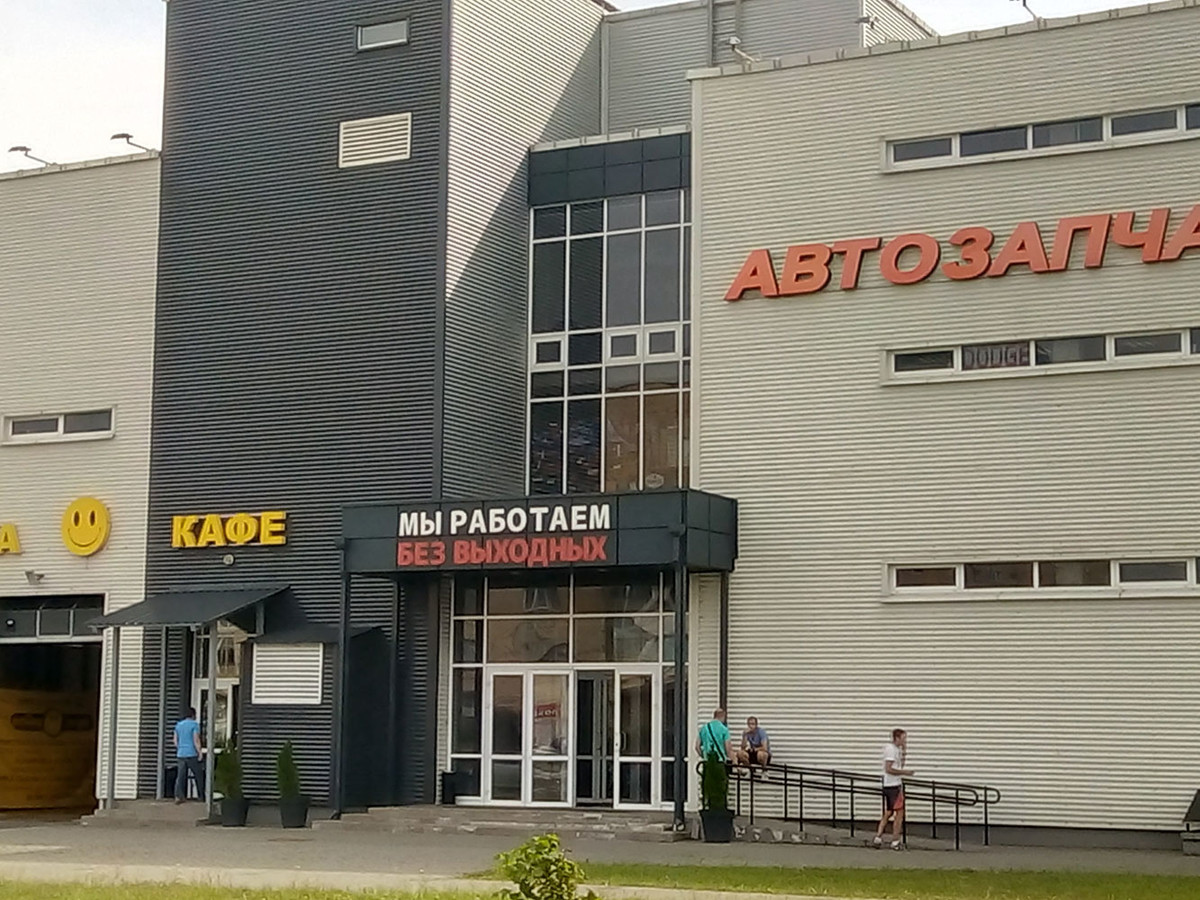 АВТОЗАПЧА
DODGE
А
КАФЕ
МЫ РАБОТАЕМ
БЕЗ ВЫХОДНЫХ